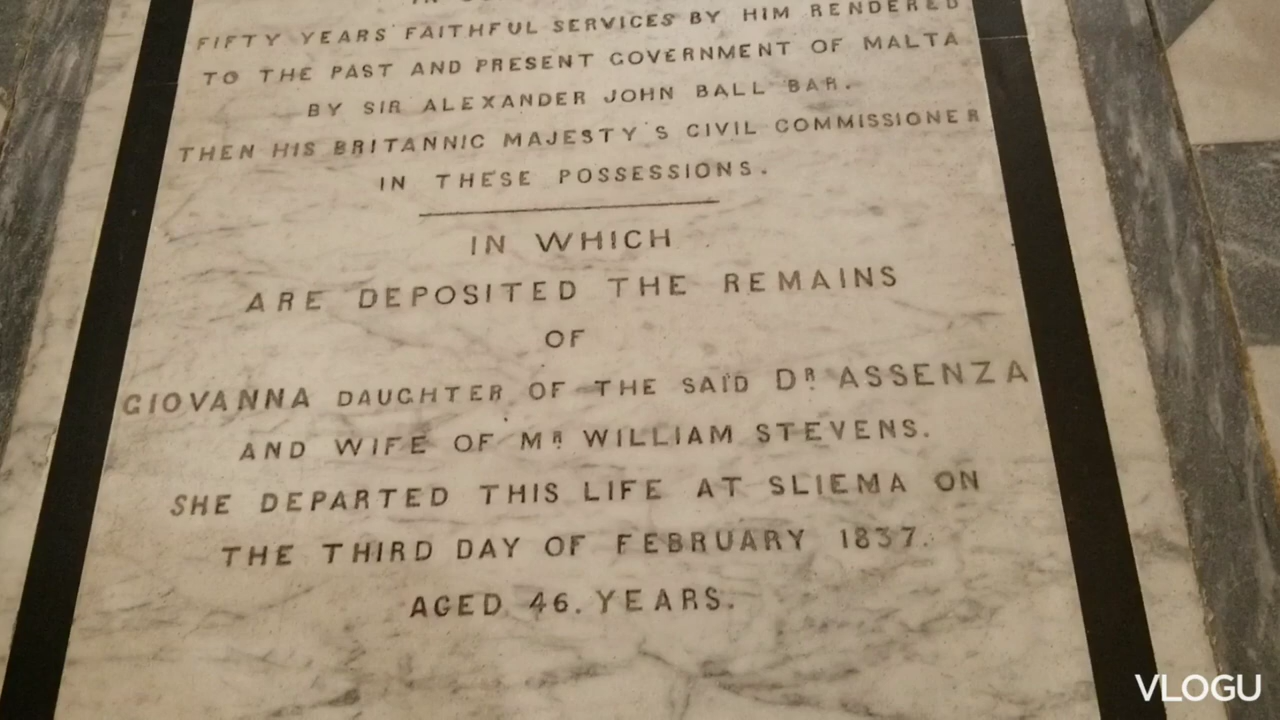 FIFTY YEARS' FAITHFUL SERVICES BY HIM RENDERED
TO THE PAST AND PRESENT GOVERNMENT OF MALTA
BY SIR ALEXANDER JOHN BALL BAR.
THEN HIS BRITANNIC MAJESTY'S CIVIL COMMISSIONER
IN THESE POSSESSIONS.
IN WHICH
ARE DEPOSITED THE REMAINS
OF
GIOVANNA DAUGHTER OF THE SAID DR ASSENZA
AND WIFE OF MR WILLIAM STEVENS.
SHE DEPARTED THIS LIFE AT SLIEMA ON
THE THIRD DAY OF FEBRUARY 1837.
AGED 46. YEARS.
VLOGU